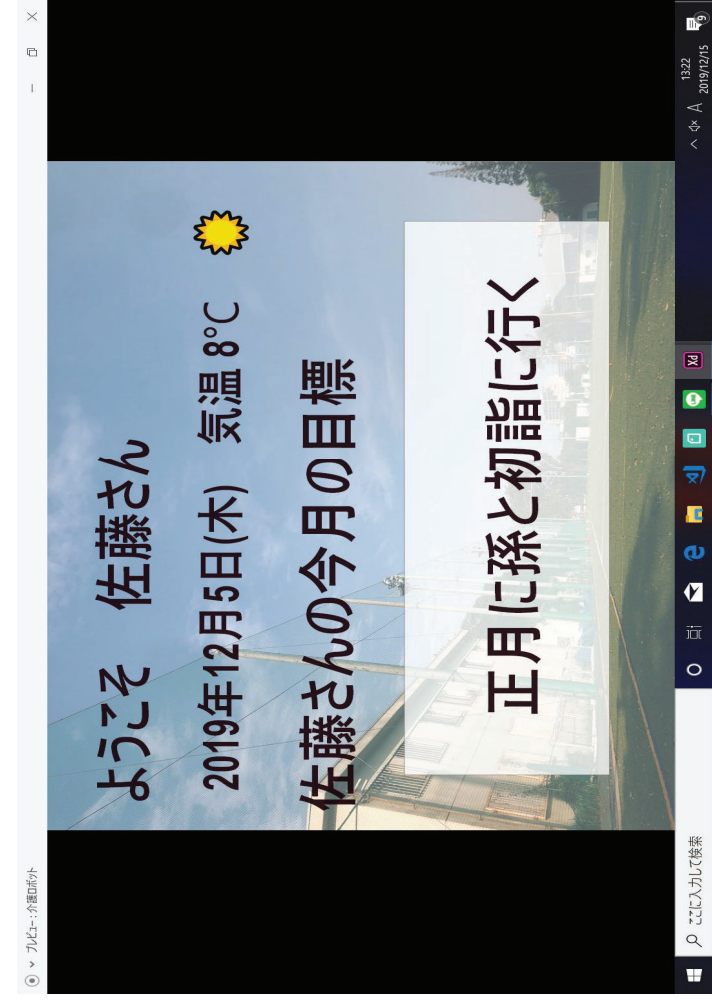 プレビュー：介護ロボット
ようこそ　佐藤さん
2019年12月5日(木)　気温 8°C
佐藤さんの今月の目標
正月に孫と初詣に行く
ここに入力して検索
Xd
A
13:22
2019/12/15
9